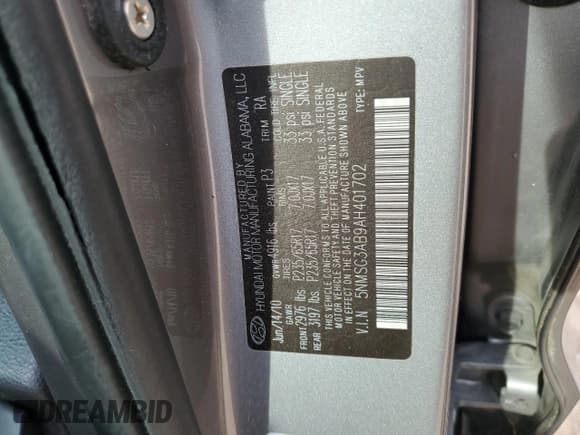 MANUFACTURED BY
HYUNDAI MOTOR MANUFACTURING ALABAMA, LLC
Jun/14/10 GVWR 4916 lbs PAINT P3 TRIM RA
GAWR TIRES RIMS COLD TIRE INFL
FRONT 2976 lbs P235/65R17 7.0JX17 33 psi SINGLE
REAR 3197 lbs P235/65R17 7.0JX17 33 psi SINGLE
THIS VEHICLE CONFORMS TO ALL APPLICABLE U.S.A. FEDERAL
MOTOR VEHICLE SAFETY AND THEFT PREVENTION STANDARDS
IN EFFECT ON THE DATE OF MANUFACTURE SHOWN ABOVE
V.I.N 5NMSG3AB9AH401702 TYPE: MPV
DREAMBID